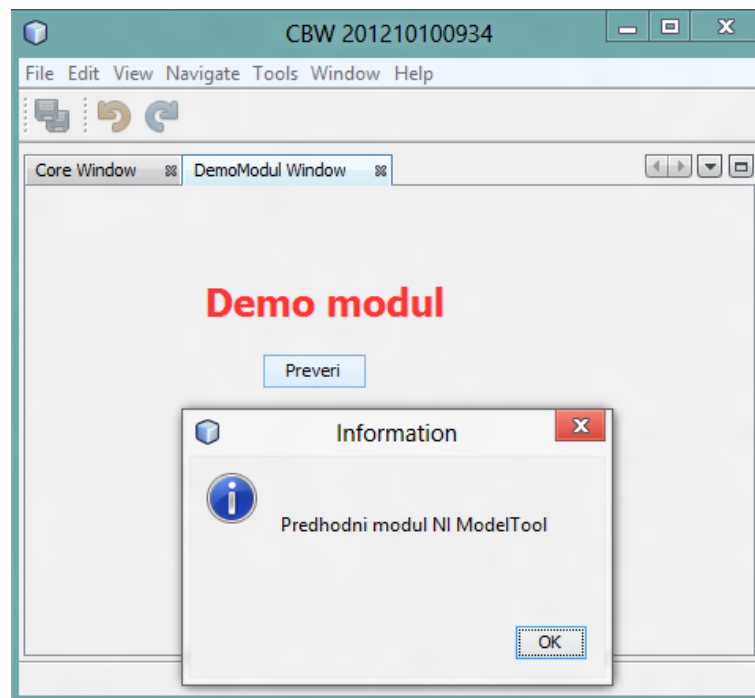 CBW 201210100934
File Edit View Navigate Tools Window Help
Core Window DemoModul Window
Demo modul
Preveri
Information
Predhodni modul NI ModelTool
OK